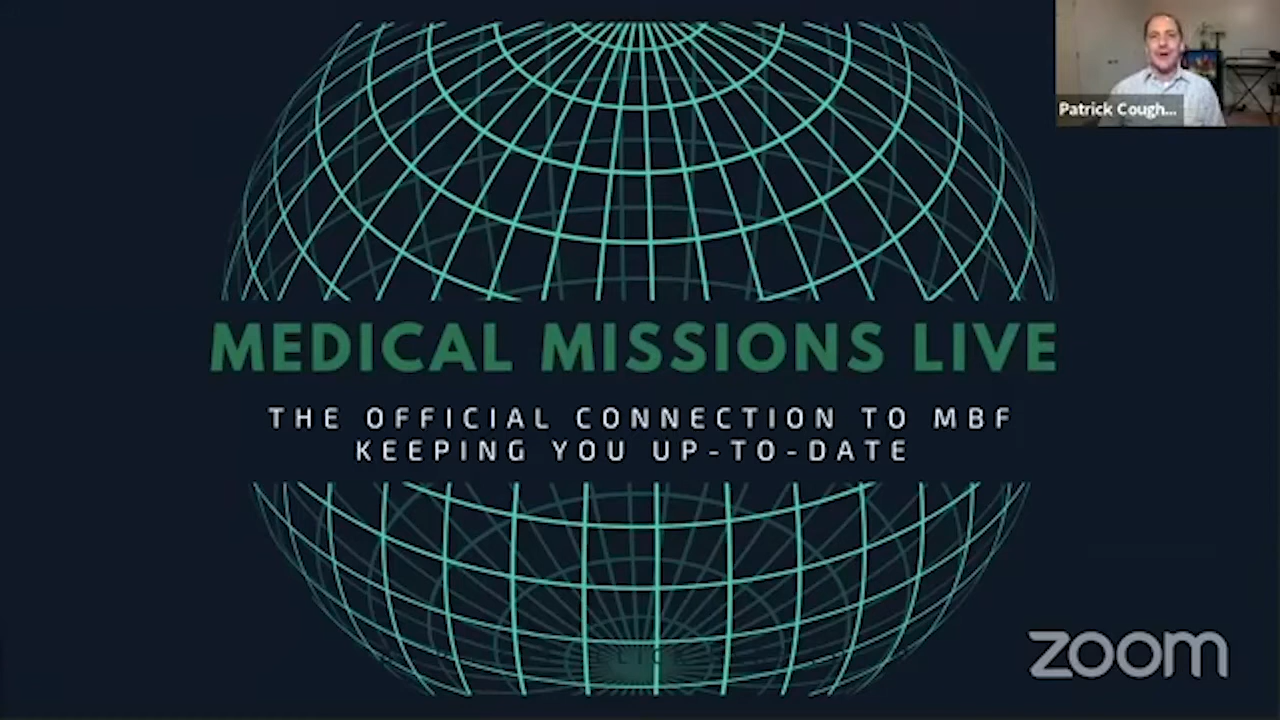 Patrick Cough...
MEDICAL MISSIONS LIVE
THE OFFICIAL CONNECTION TO MBF
KEEPING YOU UP-TO-DATE
zoom